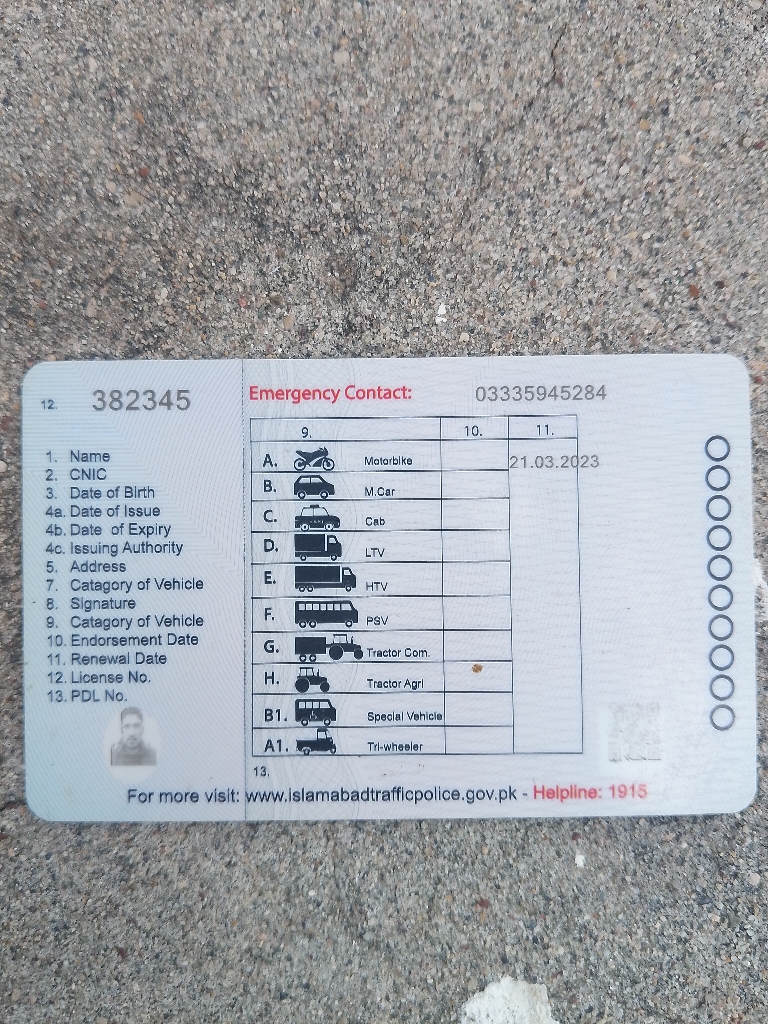 12. 382345
Emergency Contact: 03335945284
1. Name
2. CNIC
3. Date of Birth
4a. Date of Issue
4b. Date of Expiry
4c. Issuing Authority
5. Address
7. Catagory of Vehicle
8. Signature
9. Catagory of Vehicle
10. Endorsement Date
11. Renewal Date
12. License No.
13. PDL No.
9. 10. 11.
A. Motorbike 21.03.2023
B. M.Car
C. Cab
D. LTV
E. HTV
F. PSV
G. Tractor Com.
H. Tractor Agri
B1. Special Vehicle
A1. Tri-wheeler
13.
For more visit: www.islamabadtrafficpolice.gov.pk - Helpline: 1915